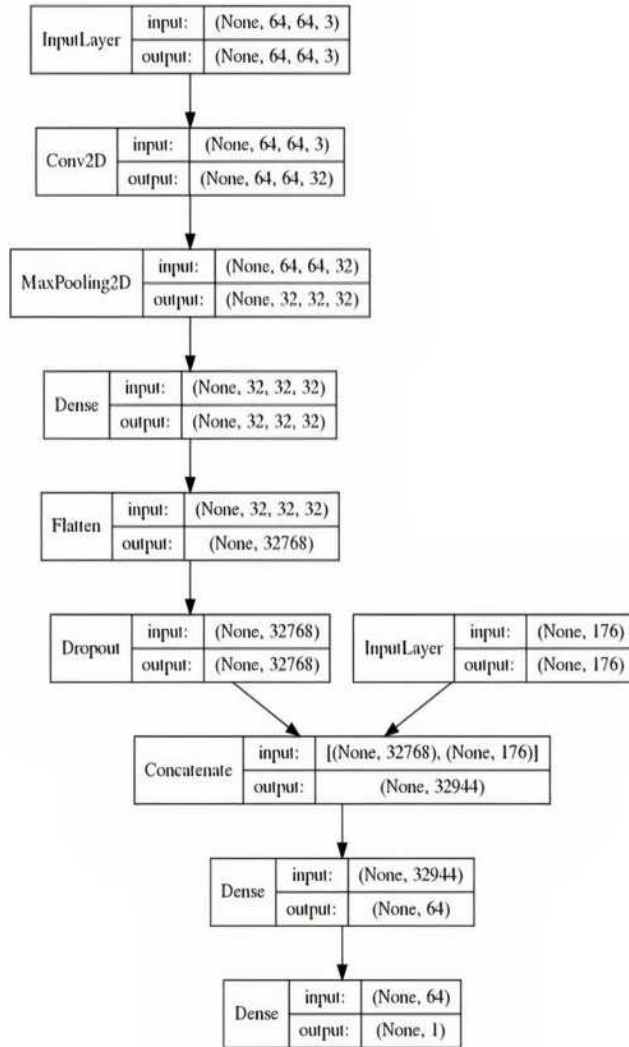 InputLayer
input: (None, 64, 64, 3)
output: (None, 64, 64, 3)
Conv2D
input: (None, 64, 64, 3)
output: (None, 64, 64, 32)
MaxPooling2D
input: (None, 64, 64, 32)
output: (None, 32, 32, 32)
Dense
input: (None, 32, 32, 32)
output: (None, 32, 32, 32)
Flatten
input: (None, 32, 32, 32)
output: (None, 32768)
Dropout
input: (None, 32768)
output: (None, 32768)
InputLayer
input: (None, 176)
output: (None, 176)
Concatenate
input: [(None, 32768), (None, 176)]
output: (None, 32944)
Dense
input: (None, 32944)
output: (None, 64)
Dense
input: (None, 64)
output: (None, 1)